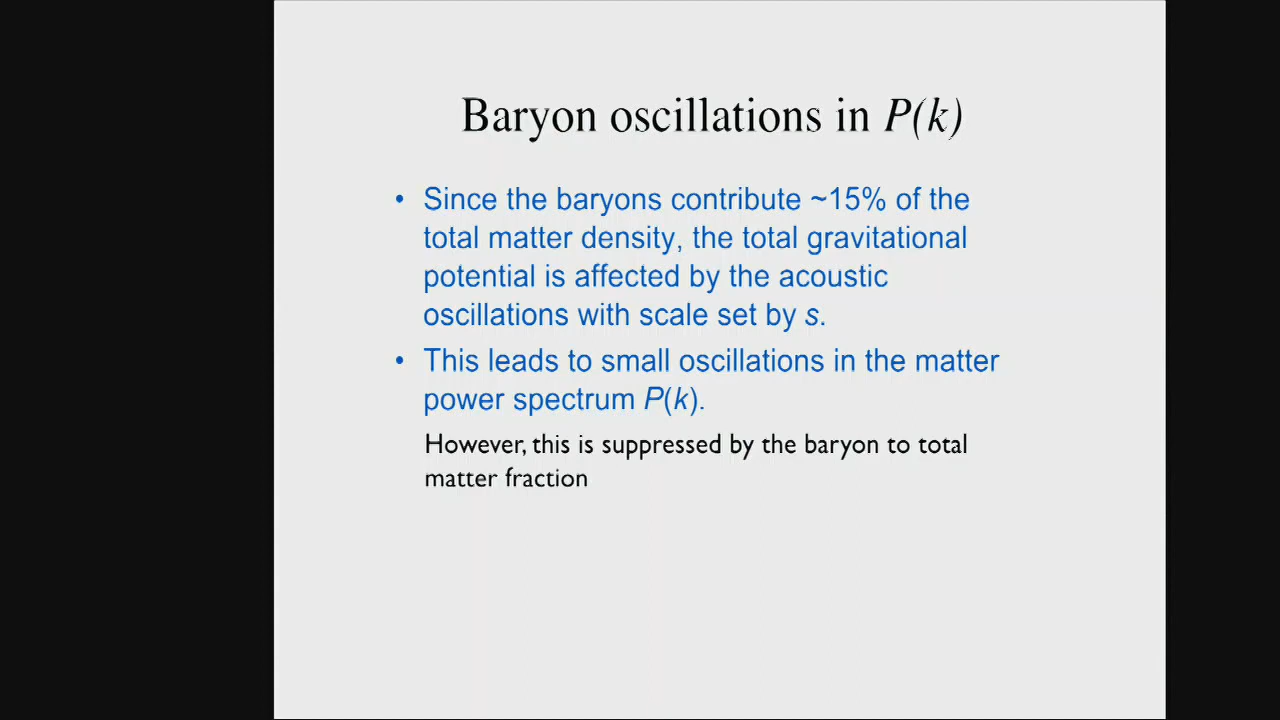 Baryon oscillations in P(k)
• Since the baryons contribute ~15% of the
total matter density, the total gravitational
potential is affected by the acoustic
oscillations with scale set by s.
• This leads to small oscillations in the matter
power spectrum P(k).
However, this is suppressed by the baryon to total
matter fraction